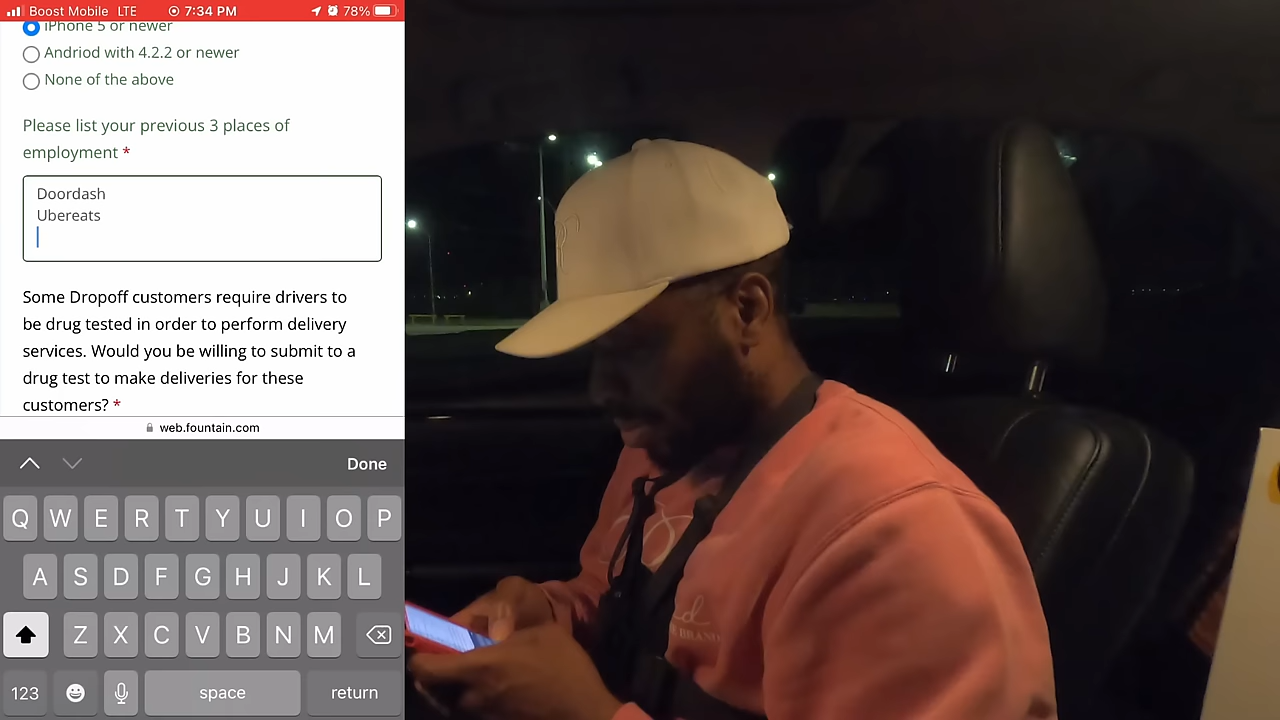 Boost Mobile LTE 7:34 PM 78%
iPhone 5 or newer
Andriod with 4.2.2 or newer
None of the above
Please list your previous 3 places of
employment *
Doordash
Ubereats
Some Dropoff customers require drivers to
be drug tested in order to perform delivery
services. Would you be willing to submit to a
drug test to make deliveries for these
customers? *
web.fountain.com
Done
Q W E R T Y U I O P
A S D F G H J K L
Z X C V B N M
123 space return